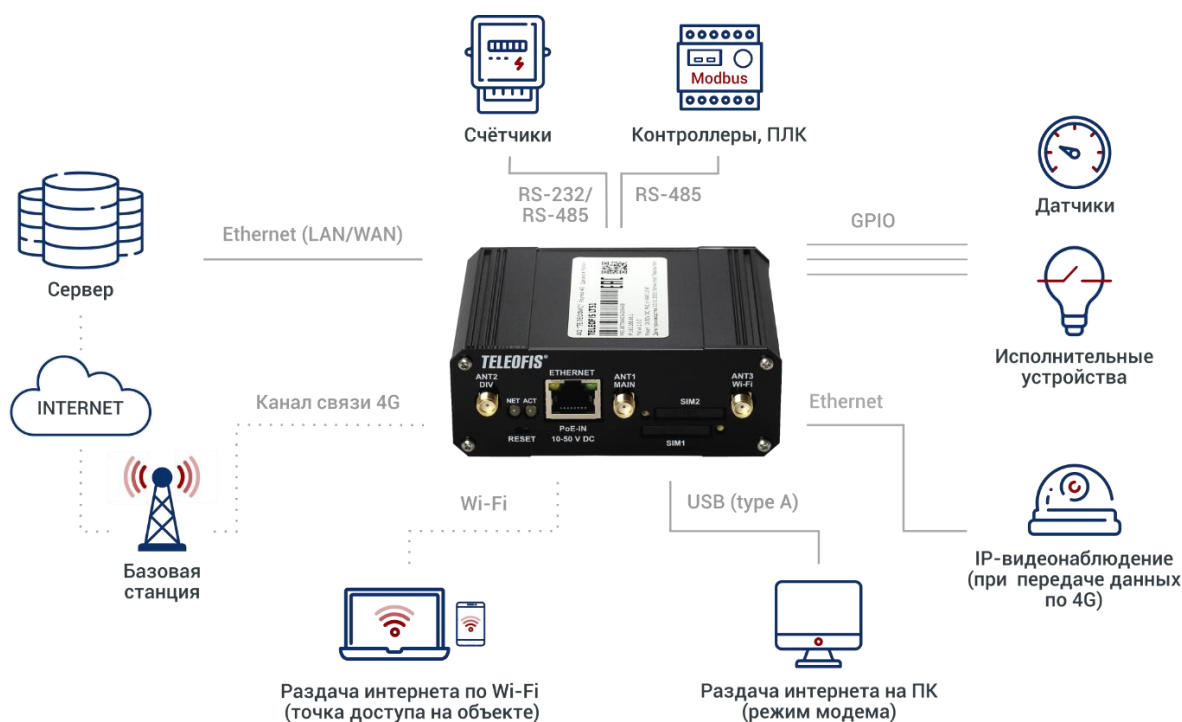 Счётчики
Modbus
Контроллеры, ПЛК
Датчики
RS-232/
RS-485
RS-485
GPIO
Ethernet (LAN/WAN)
Сервер
Исполнительные
устройства
TELEOFIS®
ANT2
DIV
NET ACT
RESET
ETHERNET
PoE-IN
10-50 V DC
ANT1
MAIN
SIM2
SIM1
ANT3
Wi-Fi
INTERNET
Канал связи 4G
Ethernet
Wi-Fi
USB (type A)
Базовая
станция
IP-видеонаблюдение
(при передаче данных
по 4G)
Раздача интернета по Wi-Fi
(точка доступа на объекте)
Раздача интернета на ПК
(режим модема)